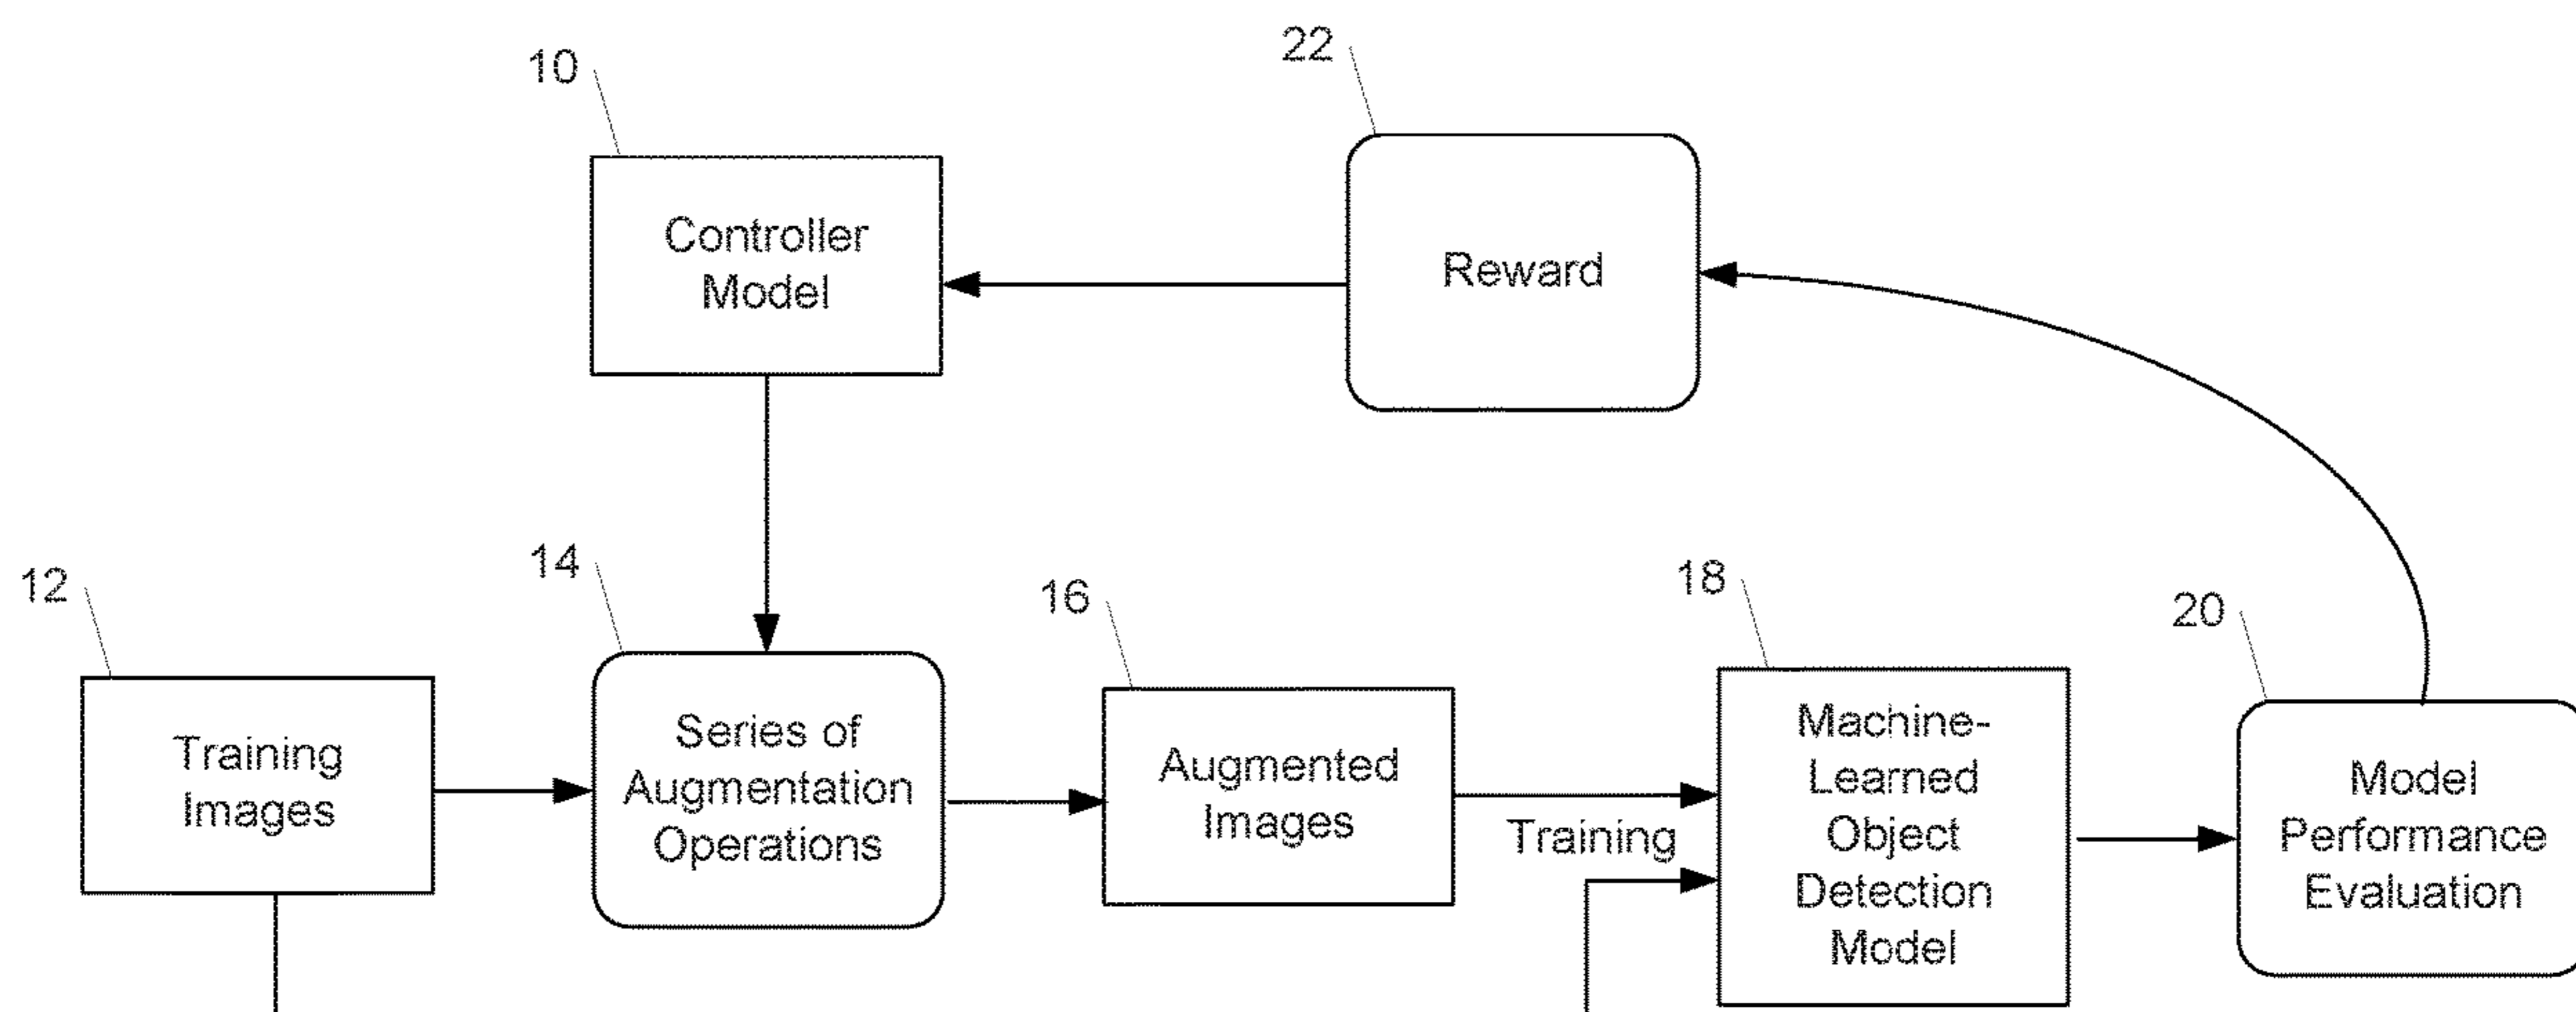 22
10
Controller
Model
Reward
12
14
16
18
20
Training
Images
Series of
Augmentation
Operations
Augmented
Images
Training
Machine-
Learned
Object
Detection
Model
Model
Performance
Evaluation